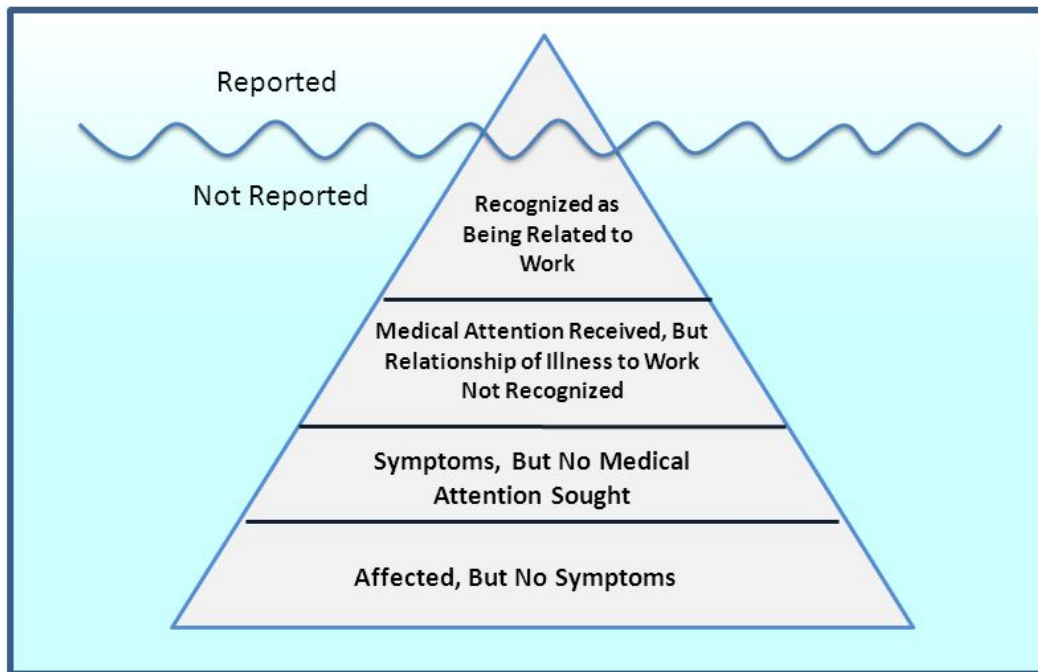 Reported
Not Reported
Recognized as
Being Related to
Work
Medical Attention Received, But
Relationship of Illness to Work
Not Recognized
Symptoms, But No Medical
Attention Sought
Affected, But No Symptoms